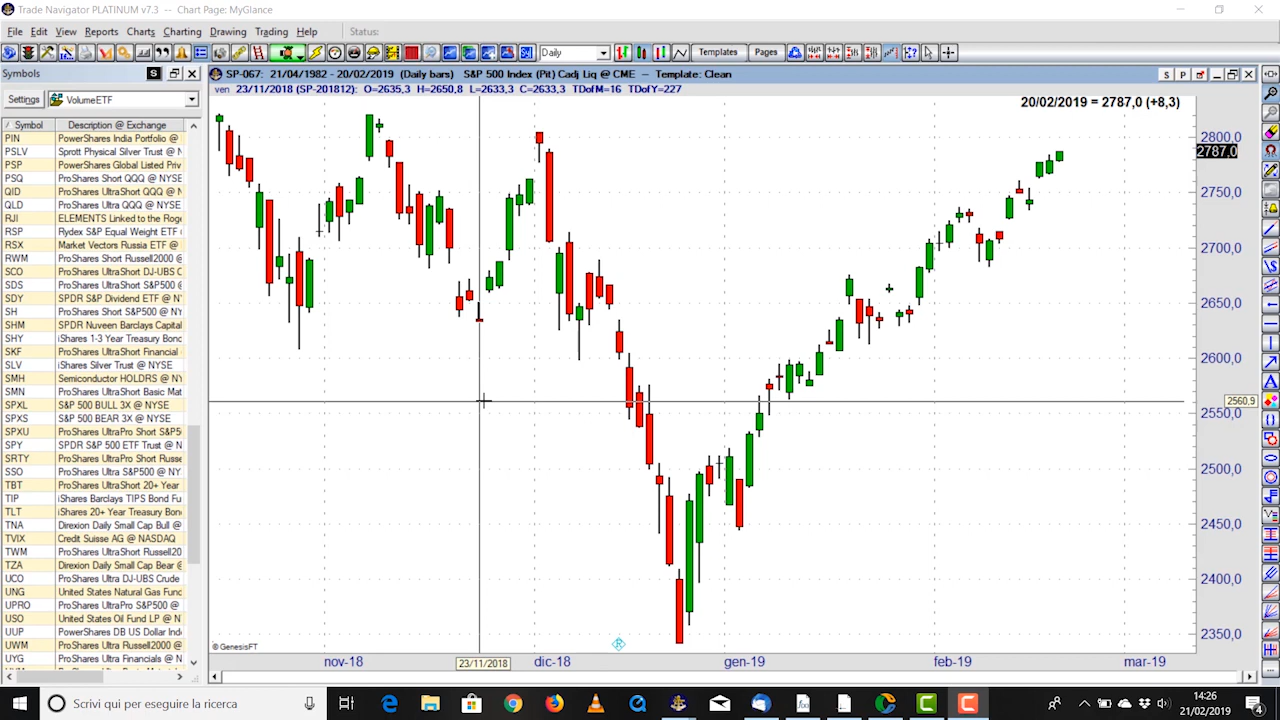 Trade Navigator PLATINUM v7.3 - Chart Page: MyGlance
File Edit View Reports Charts Charting Drawing Trading Help Status:
Daily Templates Pages
Symbols S
SP-067: 21/04/1982 - 20/02/2019 (Daily bars) S&P 500 Index (Pit) Cadj Liq @ CME -- Template: Clean S P
ven 23/11/2018 (SP-201812) O=2635,3 H=2650,8 L=2633,3 C=2633,3 TDofM=16 TDofY=227
Settings VolumeETF
20/02/2019 = 2787,0 (+8,3)
Symbol Description @ Exchange
PIN PowerShares India Portfolio @
PSLV Sprott Physical Silver Trust @ N
PSP PowerShares Global Listed Priv
PSQ ProShares Short QQQ @ NYSE
QID ProShares UltraShort QQQ @ N
QLD ProShares Ultra QQQ @ NYSE
RJI ELEMENTS Linked to the Roge
RSP Rydex S&P Equal Weight ETF
RSX Market Vectors Russia ETF @
RWM ProShares Short Russell2000 @
SCO ProShares UltraShort DJ-UBS C
SDS ProShares UltraShort S&P500 @
SDY SPDR S&P Dividend ETF @ N
SH ProShares Short S&P500 @ N
SHM SPDR Nuveen Barclays Capital
SHY iShares 1-3 Year Treasury Bond
SKF ProShares UltraShort Financial
SLV iShares Silver Trust @ NYSE
SMH Semiconductor HOLDRS @ NY
SMN ProShares UltraShort Basic Mat
SPXL S&P 500 BULL 3X @ NYSE
SPXS S&P 500 BEAR 3X @ NYSE
SPXU ProShares UltraPro Short S&P5
SPY SPDR S&P 500 ETF Trust @ N
SRTY ProShares UltraPro Short Russe
SSO ProShares Ultra S&P500 @ NY
TBT ProShares UltraShort 20+ Year
TIP iShares Barclays TIPS Bond Fu
TLT iShares 20+ Year Treasury Bond
TNA Direxion Daily Small Cap Bull @
TVIX Credit Suisse AG @ NASDAQ
TWM ProShares UltraShort Russell20
TZA Direxion Daily Small Cap Bear @
UCO ProShares Ultra DJ-UBS Crude
UNG United States Natural Gas Fund
UPRO ProShares UltraPro S&P500 @
USO United States Oil Fund LP @ N
UUP PowerShares DB US Dollar Ind
UWM ProShares Ultra Russell2000 @
UYG ProShares Ultra Financials @ N
2800,0
2787,0
2750,0
2700,0
2650,0
2600,0
2560,9
2550,0
2500,0
2450,0
2400,0
2350,0
© GenesisFT
R
nov-18 23/11/2018 dic-18 gen-19 feb-19 mar-19
Scrivi qui per eseguire la ricerca
14:26
21/02/2019